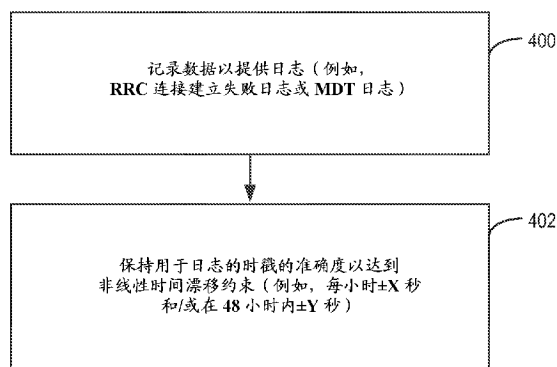 400
记录数据以提供日志（例如，
RRC 连接建立失败日志或 MDT 日志）
402
保持用于日志的时戳的准确度以达到
非线性时间漂移约束（例如，每小时±X 秒
和/或在 48 小时内±Y 秒）